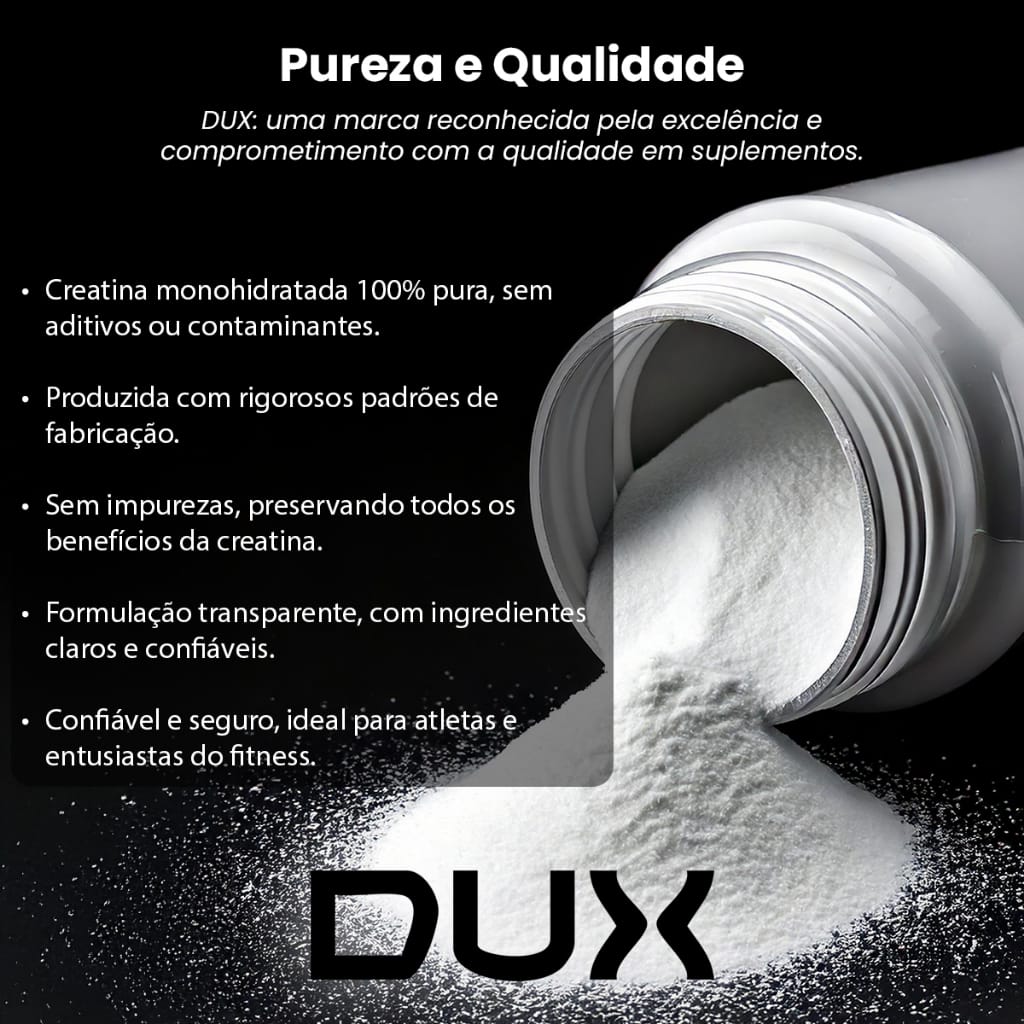 Pureza e Qualidade
DUX: uma marca reconhecida pela excelência e
comprometimento com a qualidade em suplementos.
• Creatina monohidratada 100% pura, sem
aditivos ou contaminantes.
• Produzida com rigorosos padrões de
fabricação.
• Sem impurezas, preservando todos os
benefícios da creatina.
• Formulação transparente, com ingredientes
claros e confiáveis.
• Confiável e seguro, ideal para atletas e
entusiastas do fitness.
DUX